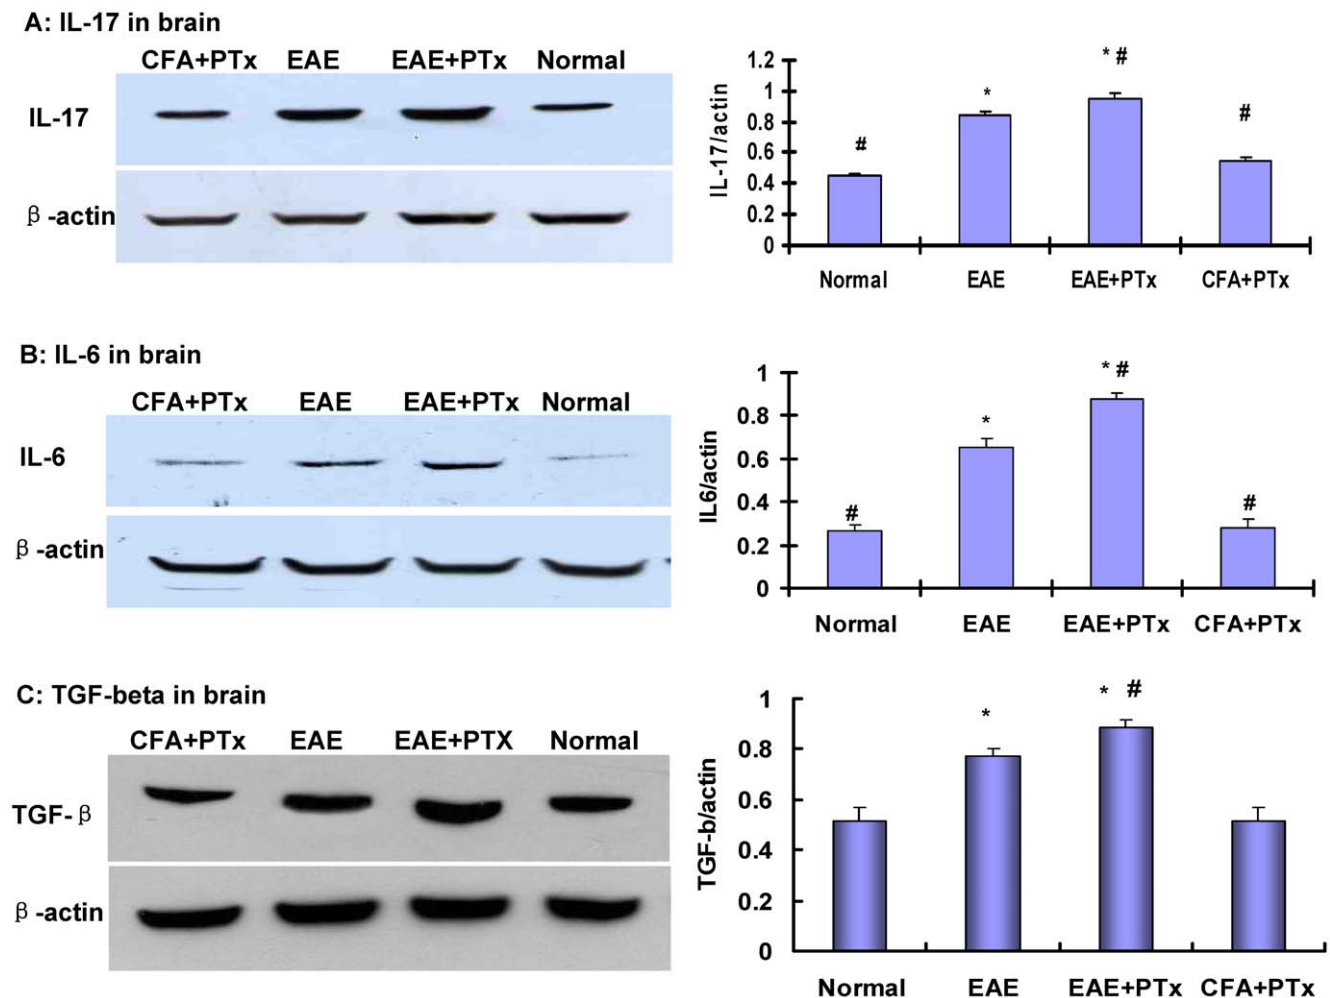 A: IL-17 in brain
CFA+PTx EAE EAE+PTx Normal
IL-17
β-actin
IL-17/actin
1.2
1
0.8
0.6
0.4
0.2
0
# * * # #
Normal EAE EAE+PTx CFA+PTx
B: IL-6 in brain
CFA+PTx EAE EAE+PTx Normal
IL-6
β-actin
IL6/actin
1
0.8
0.6
0.4
0.2
0
# * * # #
Normal EAE EAE+PTx CFA+PTx
C: TGF-beta in brain
CFA+PTx EAE EAE+PTX Normal
TGF-β
β-actin
TGF-b/actin
1
0.8
0.6
0.4
0.2
0
* * #
Normal EAE EAE+PTx CFA+PTx